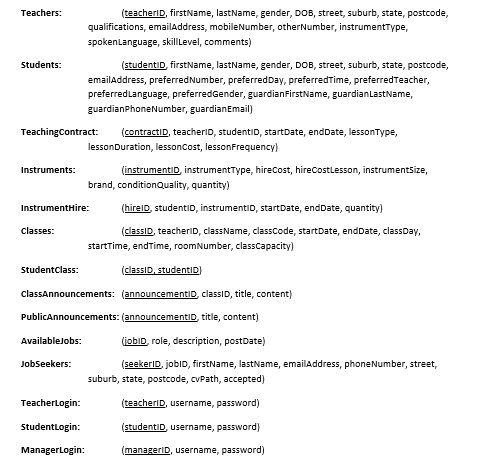 Teachers: (teacherID, firstName, lastName, gender, DOB, street, suburb, state, postcode,
qualifications, emailAddress, mobileNumber, otherNumber, instrumentType,
spokenLanguage, skillLevel, comments)
Students: (studentID, firstName, lastName, gender, DOB, street, suburb, state, postcode,
emailAddress, preferredNumber, preferredDay, preferredTime, preferredTeacher,
preferredLanguage, preferredGender, guardianFirstName, guardianLastName,
guardianPhoneNumber, guardianEmail)
TeachingContract: (contractID, teacherID, studentID, startDate, endDate, lessonType,
lessonDuration, lessonCost, lessonFrequency)
Instruments: (instrumentID, instrumentType, hireCost, hireCostLesson, instrumentSize,
brand, conditionQuality, quantity)
InstrumentHire: (hireID, studentID, instrumentID, startDate, endDate, quantity)
Classes: (classID, teacherID, className, classCode, startDate, endDate, classDay,
startTime, endTime, roomNumber, classCapacity)
StudentClass: (classID, studentID)
ClassAnnouncements: (announcementID, classID, title, content)
PublicAnnouncements: (announcementID, title, content)
AvailableJobs: (jobID, role, description, postDate)
JobSeekers: (seekerID, jobID, firstName, lastName, emailAddress, phoneNumber, street,
suburb, state, postcode, cvPath, accepted)
TeacherLogin: (teacherID, username, password)
StudentLogin: (studentID, username, password)
ManagerLogin: (managerID, username, password)